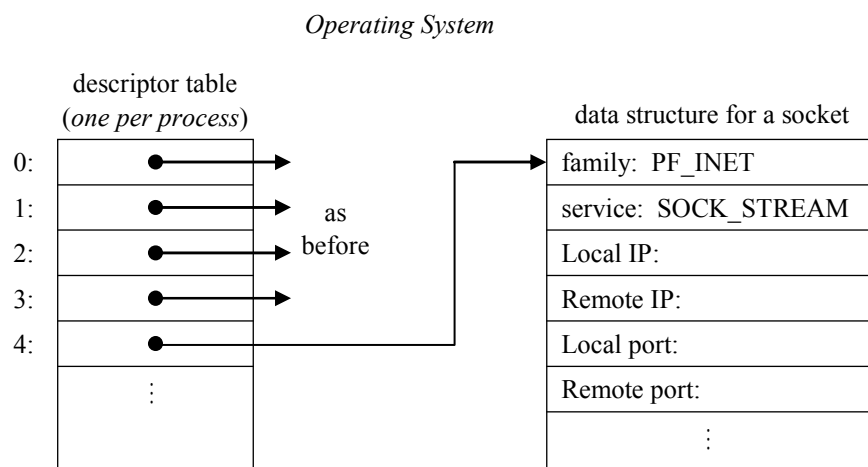 Operating System
descriptor table
(one per process)
data structure for a socket
0:
1:
2:
3:
4:
⋮
as
before
family: PF_INET
service: SOCK_STREAM
Local IP:
Remote IP:
Local port:
Remote port:
⋮